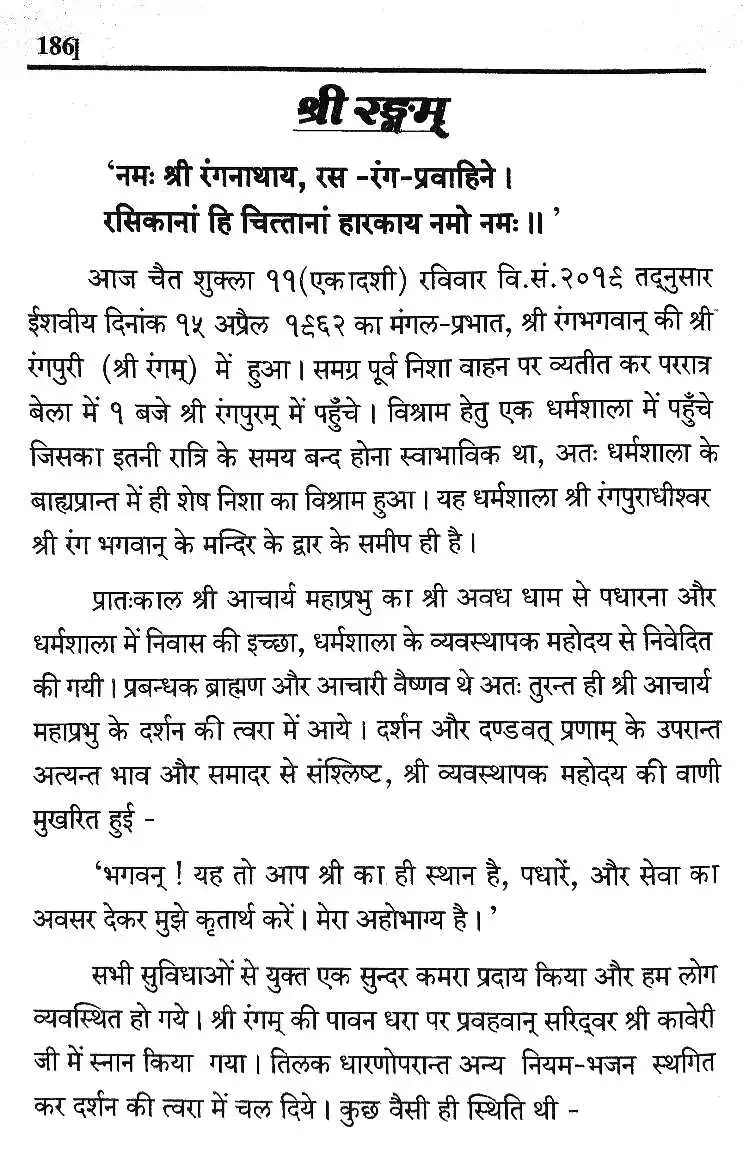 186]
श्री रङ्गम्
‘नमः श्री रंगनाथाय, रस -रंग-प्रवाहिने ।
रसिकानां हि चित्तानां हारकाय नमो नमः॥ ’
आज चैत शुक्ला ११(एकादशी) रविवार वि.सं.२०१९ तद्नुसार
ईशवीय दिनांक १५ अप्रैल १९६२ का मंगल-प्रभात, श्री रंगभगवान् की श्री
रंगपुरी (श्री रंगम्) में हुआ । समग्र पूर्व निशा वाहन पर व्यतीत कर पररात्र
बेला में १ बजे श्री रंगपुरम् में पहुँचे । विश्राम हेतु एक धर्मशाला में पहुँचे
जिसका इतनी रात्रि के समय बन्द होना स्वाभाविक था, अतः धर्मशाला के
बाह्यप्रान्त में ही शेष निशा का विश्राम हुआ । यह धर्मशाला श्री रंगपुराधीश्वर
श्री रंग भगवान् के मन्दिर के द्वार के समीप ही है ।
प्रातःकाल श्री आचार्य महाप्रभु का श्री अवध धाम से पधारना और
धर्मशाला में निवास की इच्छा, धर्मशाला के व्यवस्थापक महोदय से निवेदित
की गयी । प्रबन्धक ब्राह्मण और आचारी वैष्णव थे अतः तुरन्त ही श्री आचार्य
महाप्रभु के दर्शन की त्वरा में आये । दर्शन और दण्डवत् प्रणाम् के उपरान्त
अत्यन्त भाव और समादर से संश्लिष्ट, श्री व्यवस्थापक महोदय की वाणी
मुखरित हुई -
‘भगवन् ! यह तो आप श्री का ही स्थान है, पधारें, और सेवा का
अवसर देकर मुझे कृतार्थ करें । मेरा अहोभाग्य है । ’
सभी सुविधाओं से युक्त एक सुन्दर कमरा प्रदाय किया और हम लोग
व्यवस्थित हो गये । श्री रंगम् की पावन धरा पर प्रवहवान् सरिद्वर श्री कावेरी
जी में स्नान किया गया । तिलक धारणोपरान्त अन्य नियम-भजन स्थगित
कर दर्शन की त्वरा में चल दिये । कुछ वैसी ही स्थिति थी -